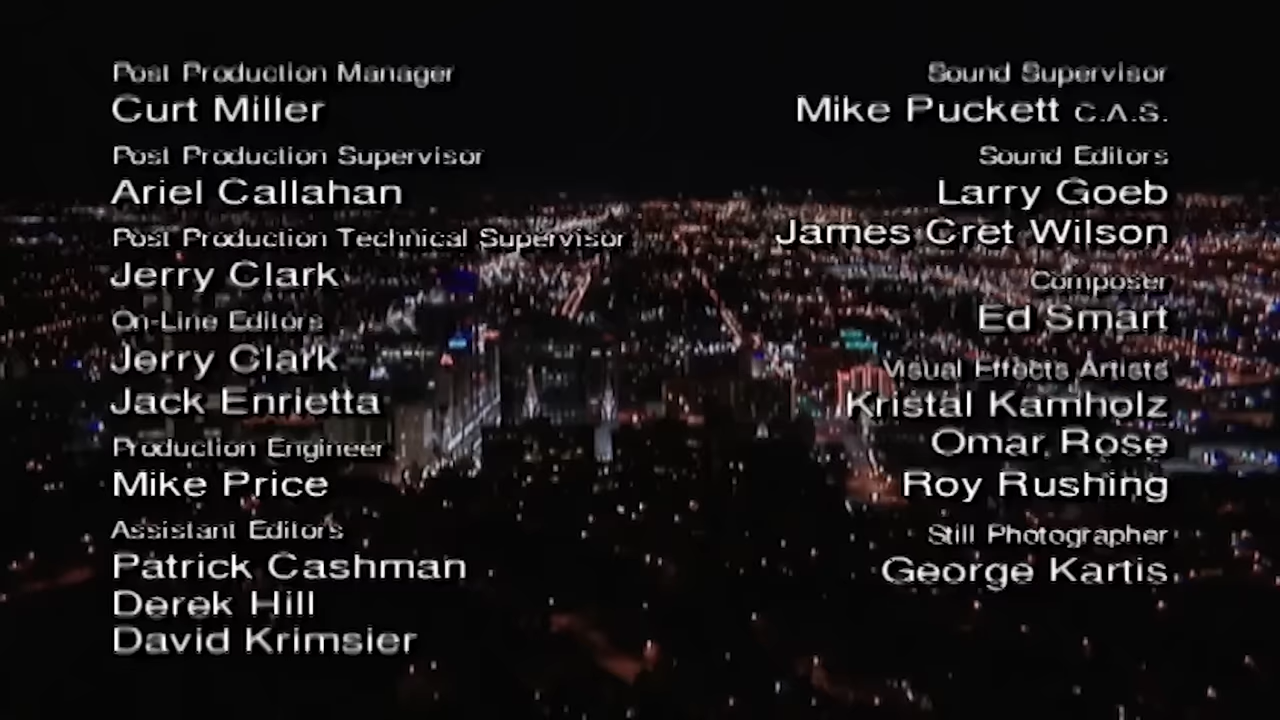 Post Production Manager
Curt Miller
Post Production Supervisor
Ariel Callahan
Post Production Technical Supervisor
Jerry Clark
On-Line Editors
Jerry Clark
Jack Enrietta
Production Engineer
Mike Price
Assistant Editors
Patrick Cashman
Derek Hill
David Krimsier
Sound Supervisor
Mike Puckett C.A.S.
Sound Editors
Larry Goeb
James Cret Wilson
Composer
Ed Smart
Visual Effects Artists
Kristal Kamholz
Omar Rose
Roy Rushing
Still Photographer
George Kartis